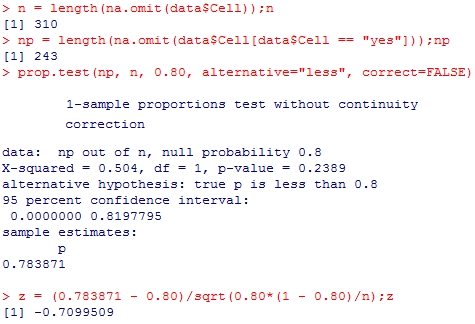 > n = length(na.omit(data$Cell));n
[1] 310
> np = length(na.omit(data$Cell[data$Cell == "yes"]));np
[1] 243
> prop.test(np, n, 0.80, alternative="less", correct=FALSE)
1-sample proportions test without continuity
correction
data:  np out of n, null probability 0.8
X-squared = 0.504, df = 1, p-value = 0.2389
alternative hypothesis: true p is less than 0.8
95 percent confidence interval:
0.0000000 0.8197795
sample estimates:
p
0.783871
> z = (0.783871 - 0.80)/sqrt(0.80*(1 - 0.80)/n);z
[1] -0.7099509